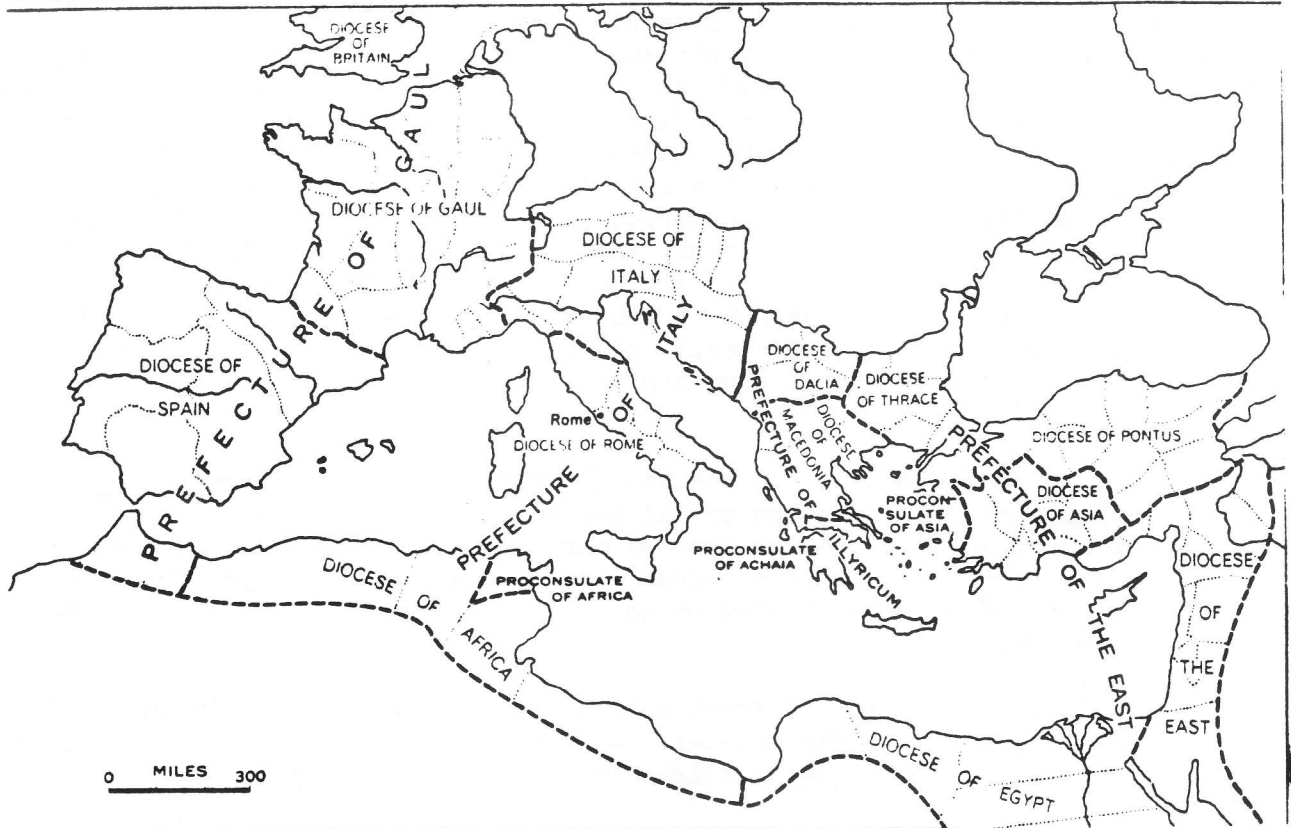 DIOCESE
OF
BRITAIN
PREFECTURE OF GAUL
DIOCESE OF GAUL
DIOCESE OF
SPAIN
DIOCESE OF
ITALY
PREFECTURE OF ITALY
Rome
DIOCESE OF ROME
DIOCESE
OF
DACIA
DIOCESE
OF THRACE
DIOCESE
OF
MACEDONIA
PREFECTURE OF ILLYRICUM
PROCONSULATE
OF ACHAIA
PROCON-
SULATE
OF ASIA
DIOCESE OF PONTUS
DIOCESE
OF ASIA
PREFECTURE OF THE EAST
DIOCESE
OF
THE
EAST
DIOCESE OF AFRICA
PROCONSULATE
OF AFRICA
DIOCESE OF EGYPT
0 MILES 300